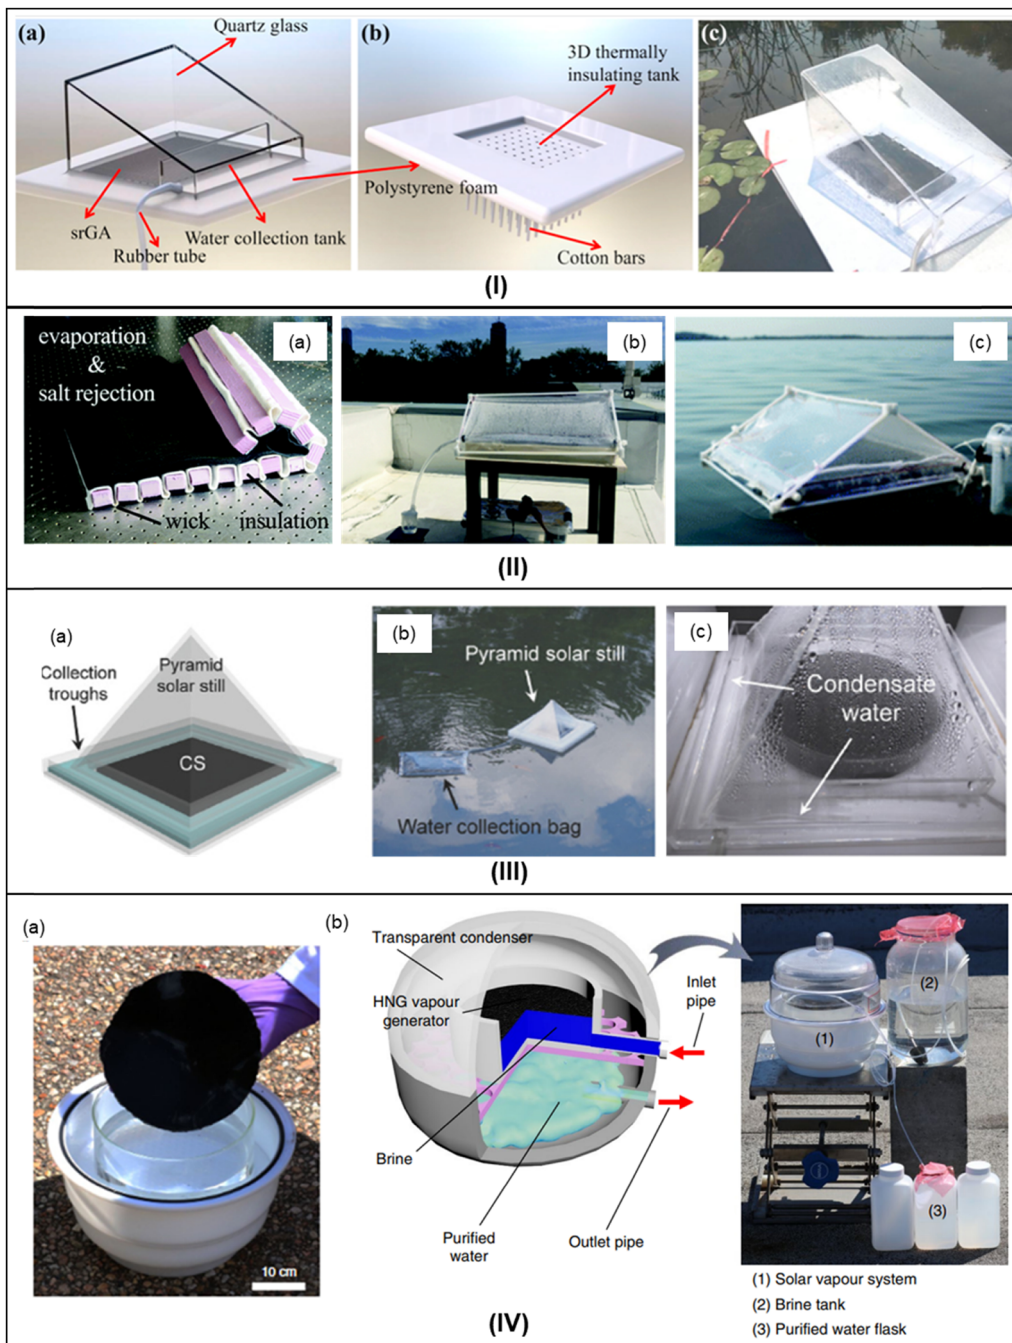 (a)
Quartz glass
srGA
Rubber tube
Water collection tank
(b)
3D thermally
insulating tank
Polystyrene foam
Cotton bars
(c)
(I)
evaporation
&
salt rejection
(a)
wick
insulation
(b)
(c)
(II)
(a)
Collection
troughs
Pyramid
solar still
CS
(b)
Pyramid solar still
Water collection bag
(c)
Condensate
water
(III)
(a)
10 cm
(b)
Transparent condenser
HNG vapour
generator
Inlet
pipe
Brine
Purified
water
Outlet pipe
(1)
(2)
(3)
(1) Solar vapour system
(2) Brine tank
(3) Purified water flask
(IV)